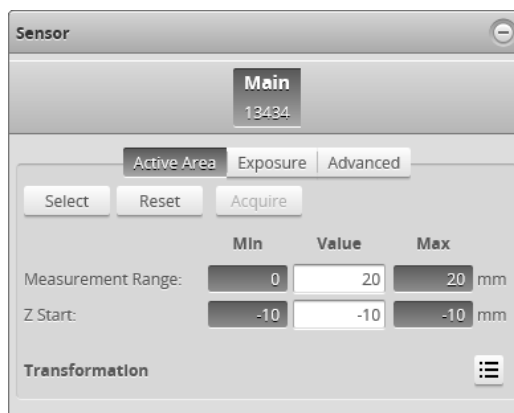 Sensor
Main
13434
Active Area Exposure Advanced
Select Reset Acquire
Min Value Max
Measurement Range: 0 20 20 mm
Z Start: -10 -10 -10 mm
Transformation